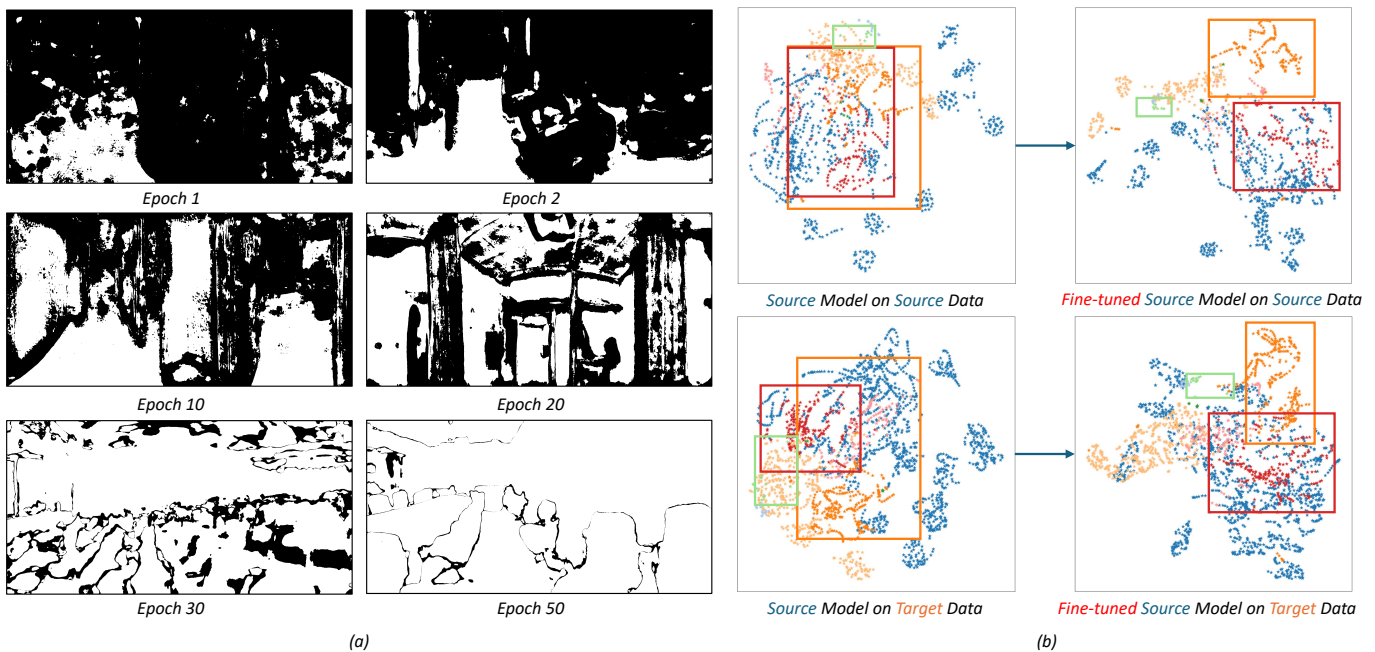 Epoch 1
Epoch 2
Epoch 10
Epoch 20
Epoch 30
Epoch 50
(a)
Source Model on Source Data
Fine-tuned Source Model on Source Data
Source Model on Target Data
Fine-tuned Source Model on Target Data
(b)